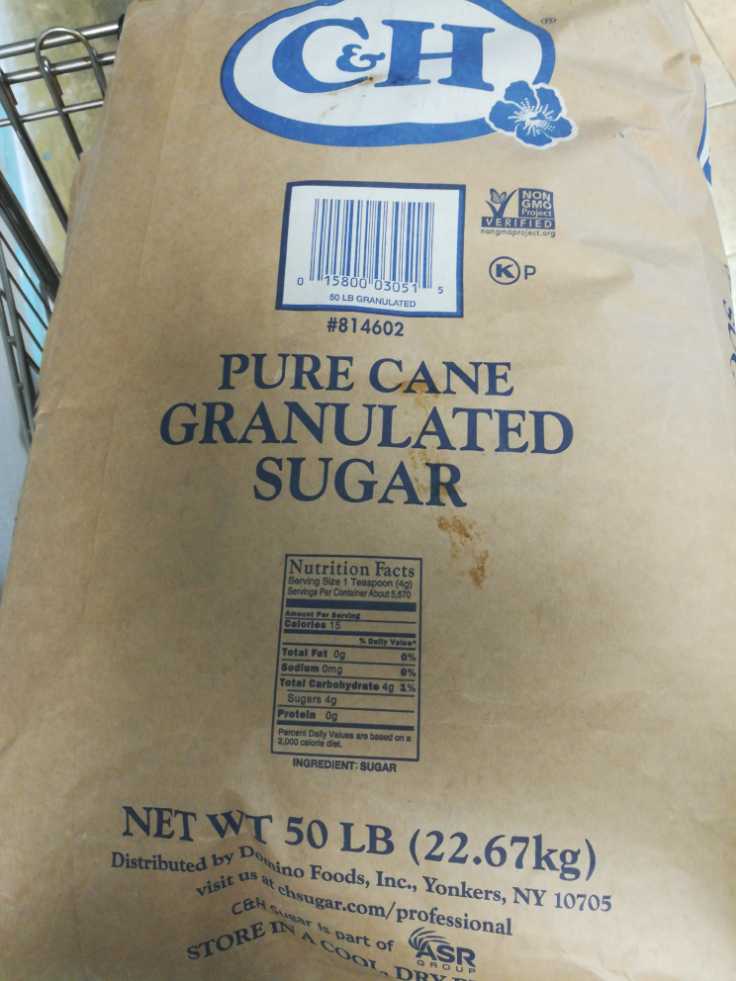 C&H
®
NON
GMO
Project
VERIFIED
nongmoproject.org
K P
0 15800 03051 5
50 LB GRANULATED
#814602
PURE CANE
GRANULATED
SUGAR
Nutrition Facts
Serving Size 1 Teaspoon (4g)
Servings Per Container About 5,670
Amount Per Serving
Calories 15
% Daily Value*
Total Fat 0g 0%
Sodium 0mg 0%
Total Carbohydrate 4g 1%
Sugars 4g
Protein 0g
Percent Daily Values are based on a
2,000 calorie diet.
INGREDIENT: SUGAR
NET WT 50 LB (22.67kg)
Distributed by Domino Foods, Inc., Yonkers, NY 10705
visit us at chsugar.com/professional
C&H Sugar is part of ASR
GROUP
STORE IN A COOL, DRY